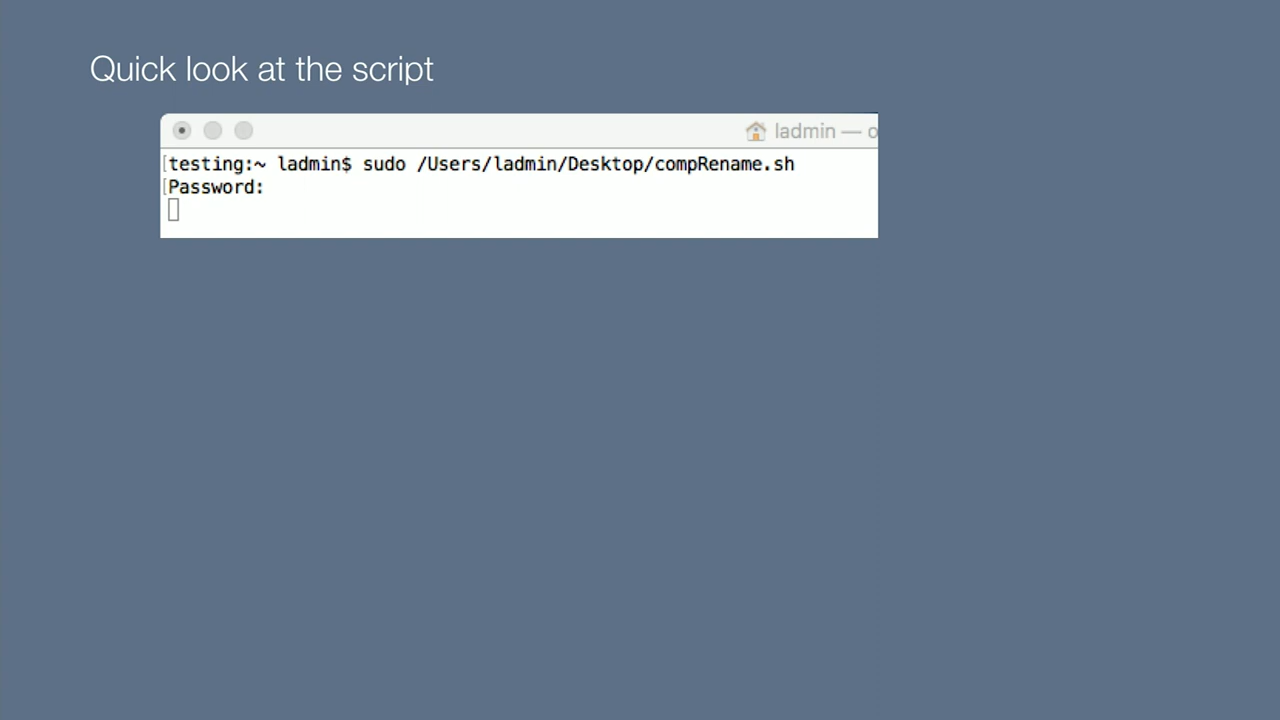 Quick look at the script
ladmin — o
[testing:~ ladmin$ sudo /Users/ladmin/Desktop/compRename.sh
[Password: